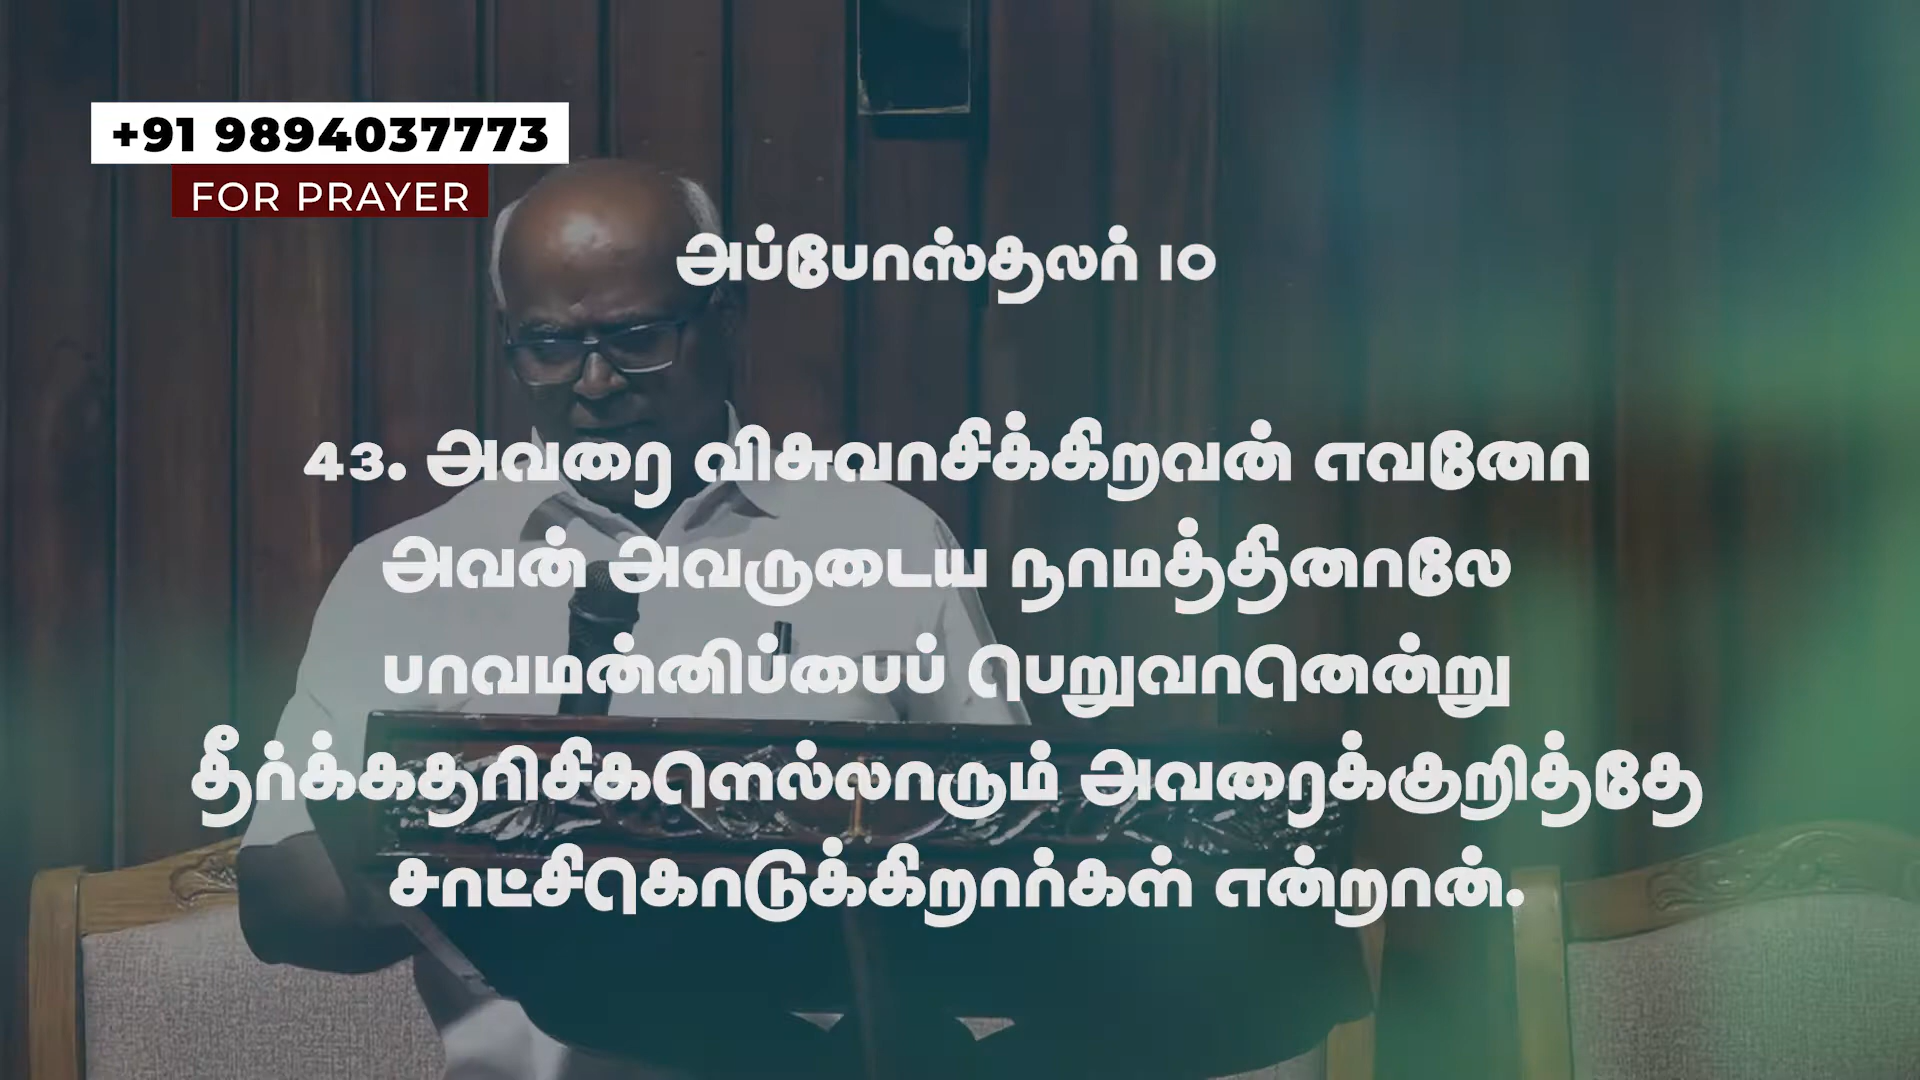 +91 9894037773
FOR PRAYER
அப்போஸ்தலர் 10
43. அவரை விசுவாசிக்கிறவன் எவனோ
அவன் அவருடைய நாமத்தினாலே
பாவமன்னிப்பைப் பெறுவானென்று
தீர்க்கதரிசிகளெல்லாரும் அவரைக்குறித்தே
சாட்சிகொடுக்கிறார்கள் என்றான்.